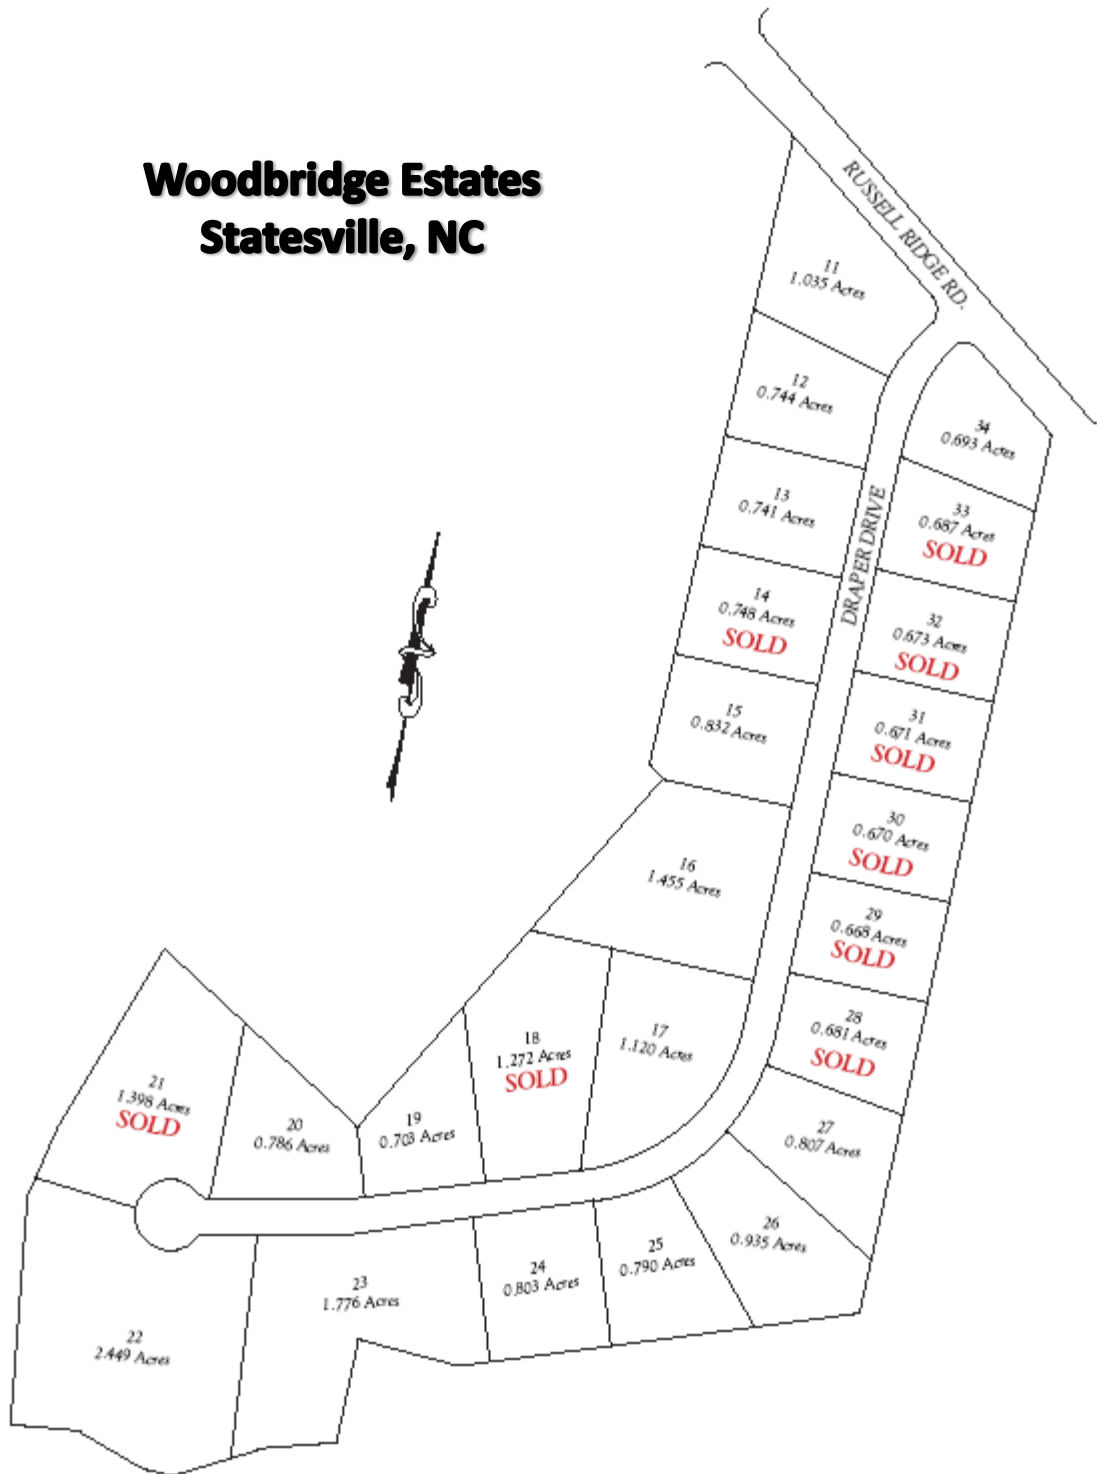 Woodbridge Estates
Statesville, NC
RUSSELL RIDGE RD.
DRAPER DRIVE
11
1.035 Acres
12
0.744 Acres
13
0.741 Acres
14
0.748 Acres
SOLD
15
0.832 Acres
16
1.455 Acres
17
1.120 Acres
18
1.272 Acres
SOLD
19
0.703 Acres
20
0.786 Acres
21
1.398 Acres
SOLD
22
2.449 Acres
23
1.776 Acres
24
0.803 Acres
25
0.790 Acres
26
0.935 Acres
27
0.807 Acres
28
0.681 Acres
SOLD
29
0.668 Acres
SOLD
30
0.670 Acres
SOLD
31
0.671 Acres
SOLD
32
0.673 Acres
SOLD
33
0.687 Acres
SOLD
34
0.693 Acres